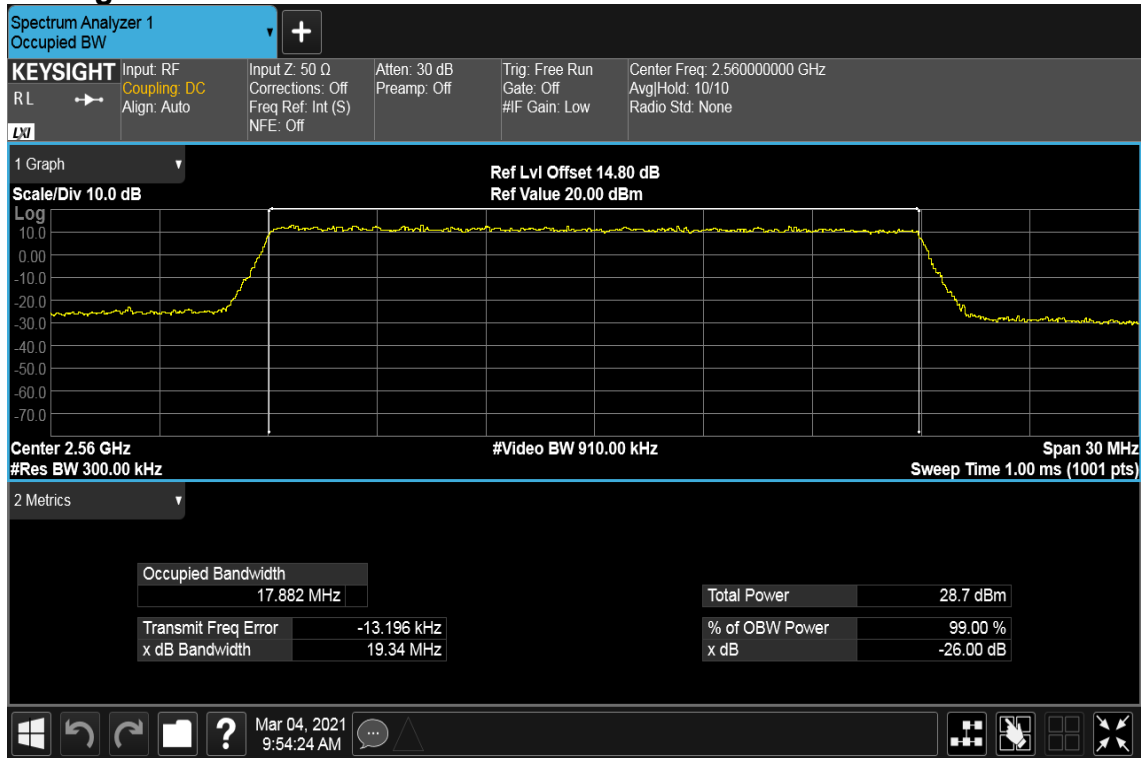 Spectrum Analyzer 1
Occupied BW
+
KEYSIGHT
R L
LXI
Input: RF
Coupling: DC
Align: Auto
Input Z: 50 Ω
Corrections: Off
Freq Ref: Int (S)
NFE: Off
Atten: 30 dB
Preamp: Off
Trig: Free Run
Gate: Off
#IF Gain: Low
Center Freq: 2.560000000 GHz
Avg|Hold: 10/10
Radio Std: None
1 Graph
Scale/Div 10.0 dB
Ref Lvl Offset 14.80 dB
Ref Value 20.00 dBm
Log
10.0
0.00
-10.0
-20.0
-30.0
-40.0
-50.0
-60.0
-70.0
Center 2.56 GHz
#Video BW 910.00 kHz
Span 30 MHz
#Res BW 300.00 kHz
Sweep Time 1.00 ms (1001 pts)
2 Metrics
Occupied Bandwidth
17.882 MHz
Total Power 28.7 dBm
Transmit Freq Error -13.196 kHz
% of OBW Power 99.00 %
x dB Bandwidth 19.34 MHz
x dB -26.00 dB
?
Mar 04, 2021
9:54:24 AM